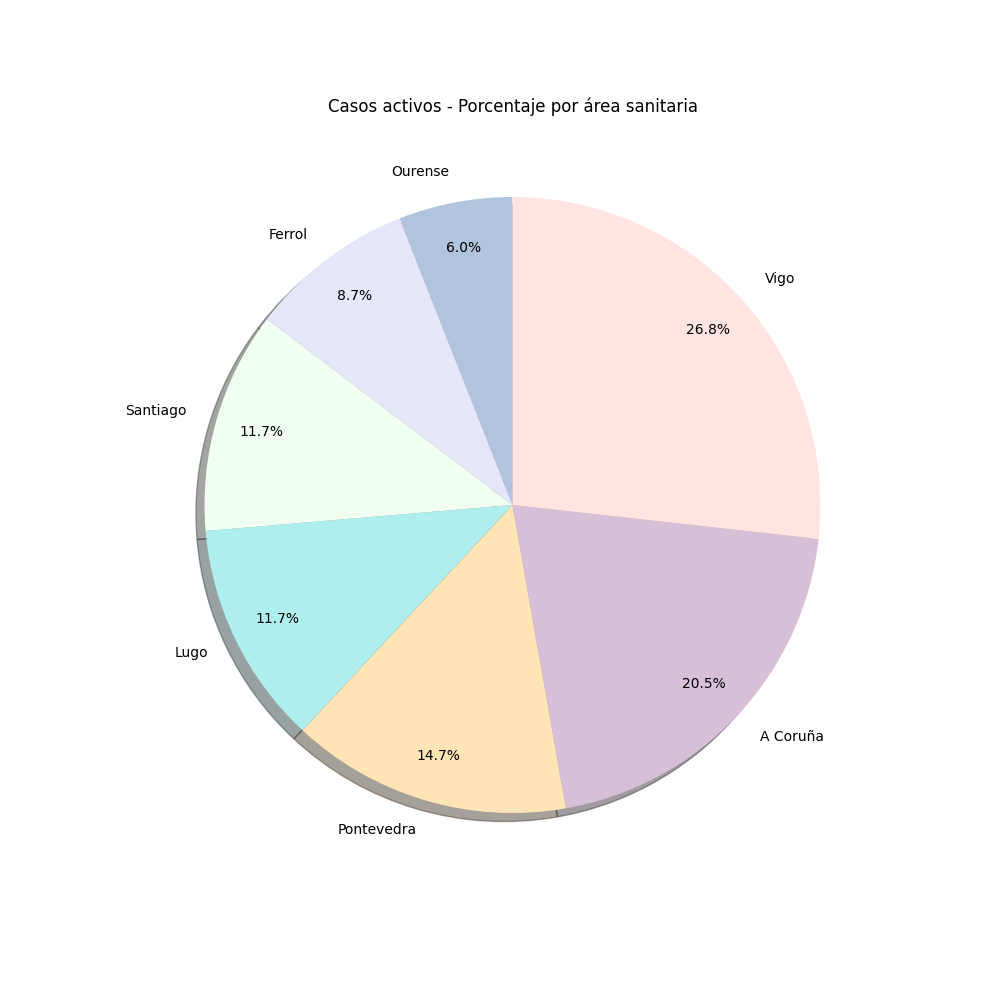 Casos activos - Porcentaje por área sanitaria
Ourense
6.0%
Ferrol
8.7%
Vigo
26.8%
Santiago
11.7%
Lugo
11.7%
A Coruña
20.5%
Pontevedra
14.7%